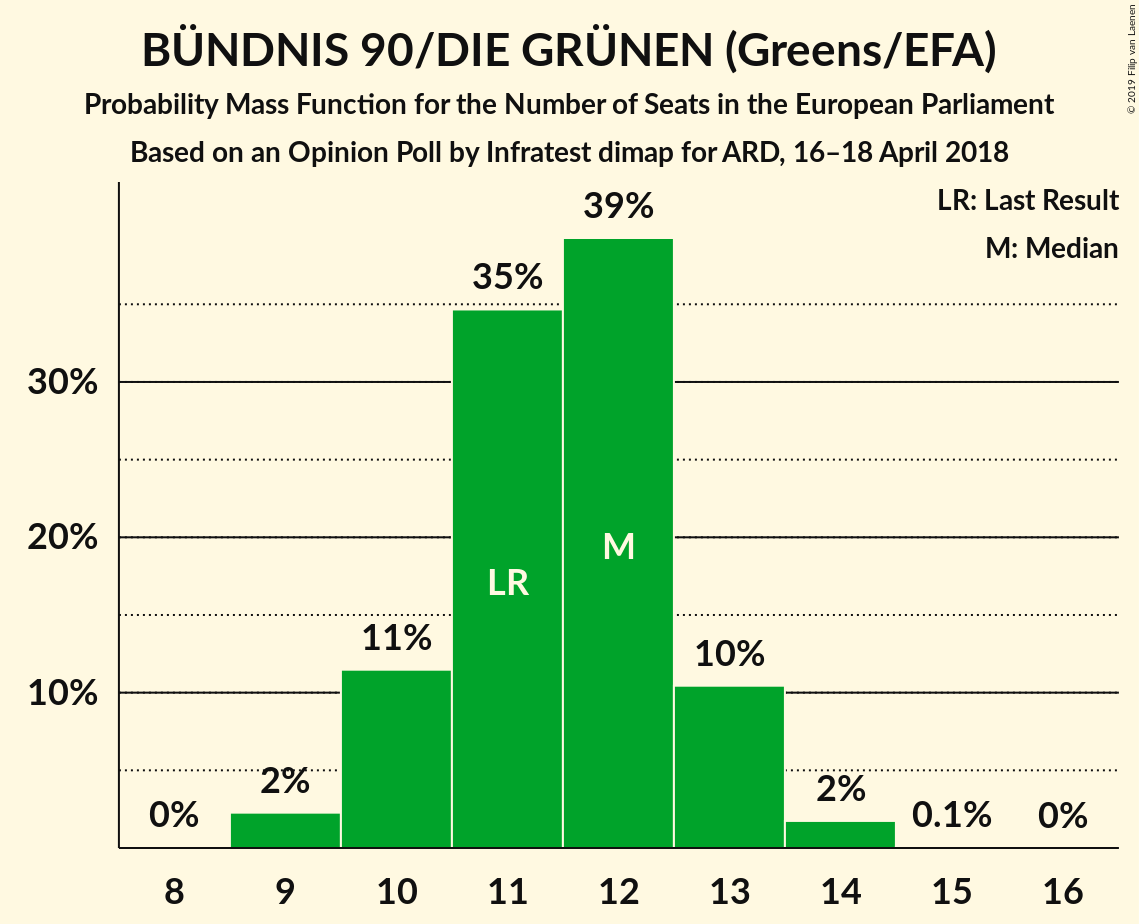 BÜNDNIS 90/DIE GRÜNEN (Greens/EFA)
Probability Mass Function for the Number of Seats in the European Parliament
Based on an Opinion Poll by Infratest dimap for ARD, 16–18 April 2018
© 2019 Filip van Laenen
LR: Last Result
M: Median
39%
35%
30%
M
20%
LR
11%
10%
10%
2%
2%
0%
0.1%
0%
8 9 10 11 12 13 14 15 16